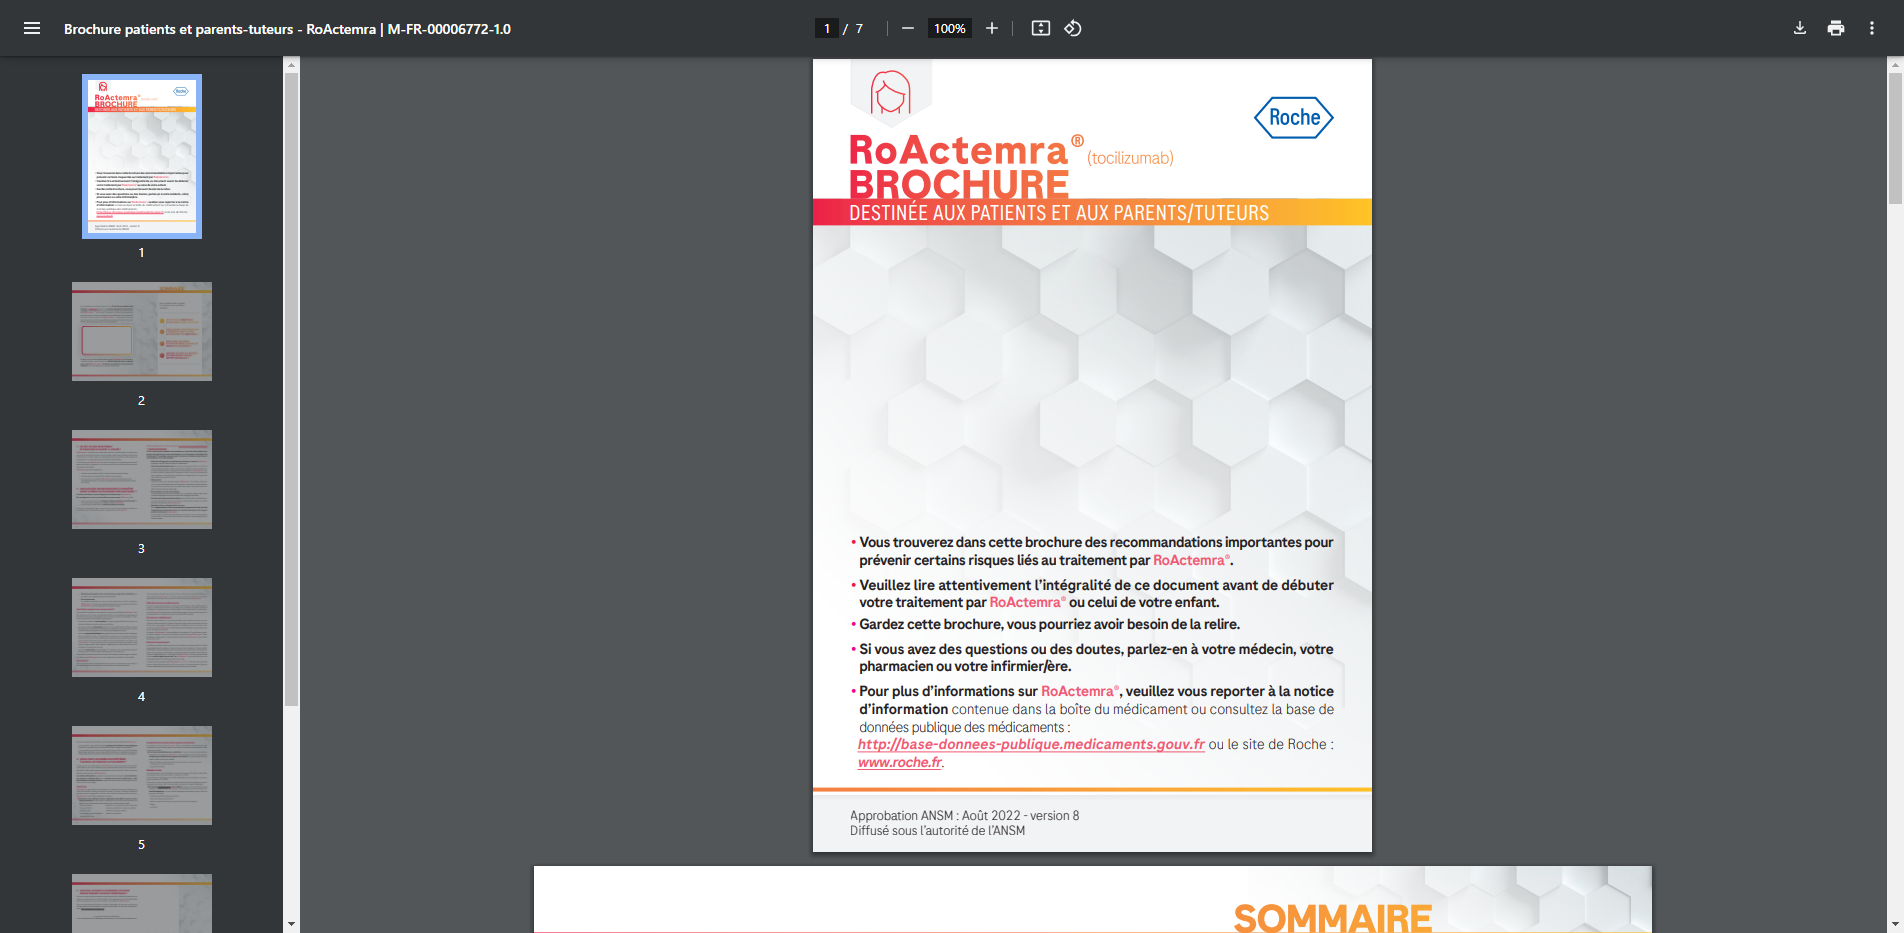 Brochure patients et parents-tuteurs - RoActemra | M-FR-00006772-1.0
1 / 7
100%
1
2
3
4
5
Roche
RoActemra® (tocilizumab)
BROCHURE
DESTINÉE AUX PATIENTS ET AUX PARENTS/TUTEURS
• Vous trouverez dans cette brochure des recommandations importantes pour
prévenir certains risques liés au traitement par RoActemra®.
• Veuillez lire attentivement l'intégralité de ce document avant de débuter
votre traitement par RoActemra® ou celui de votre enfant.
• Gardez cette brochure, vous pourriez avoir besoin de la relire.
• Si vous avez des questions ou des doutes, parlez-en à votre médecin, votre
pharmacien ou votre infirmier/ère.
• Pour plus d'informations sur RoActemra®, veuillez vous reporter à la notice
d'information contenue dans la boîte du médicament ou consultez la base de
données publique des médicaments :
http://base-donnees-publique.medicaments.gouv.fr ou le site de Roche :
www.roche.fr.
Approbation ANSM : Août 2022 - version 8
Diffusé sous l'autorité de l'ANSM
SOMMAIRE